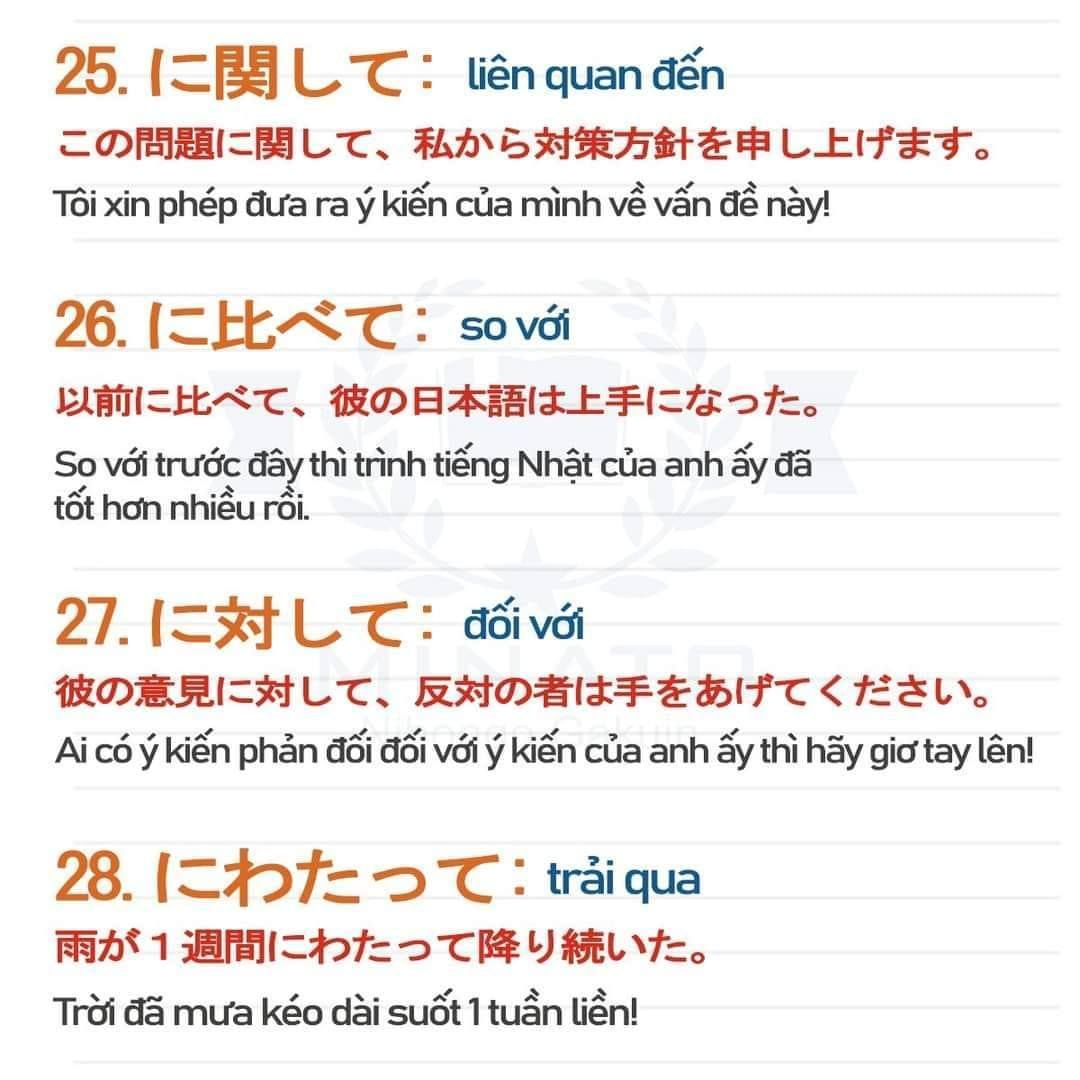 25. に関して: liên quan đến
この問題に関して、私から対策方針を申し上げます。
Tôi xin phép đưa ra ý kiến của mình về vấn đề này!
26. に比べて: so với
以前に比べて、彼の日本語は上手になった。
So với trước đây thì trình tiếng Nhật của anh ấy đã
tốt hơn nhiều rồi.
27. に対して: đối với
MINATO
彼の意見に対して、反対の者は手をあげてください。
Nihongo Gakuin
Ai có ý kiến phản đối đối với ý kiến của anh ấy thì hãy giơ tay lên!
28. にわたって: trải qua
雨が１週間にわたって降り続いた。
Trời đã mưa kéo dài suốt 1 tuần liền!